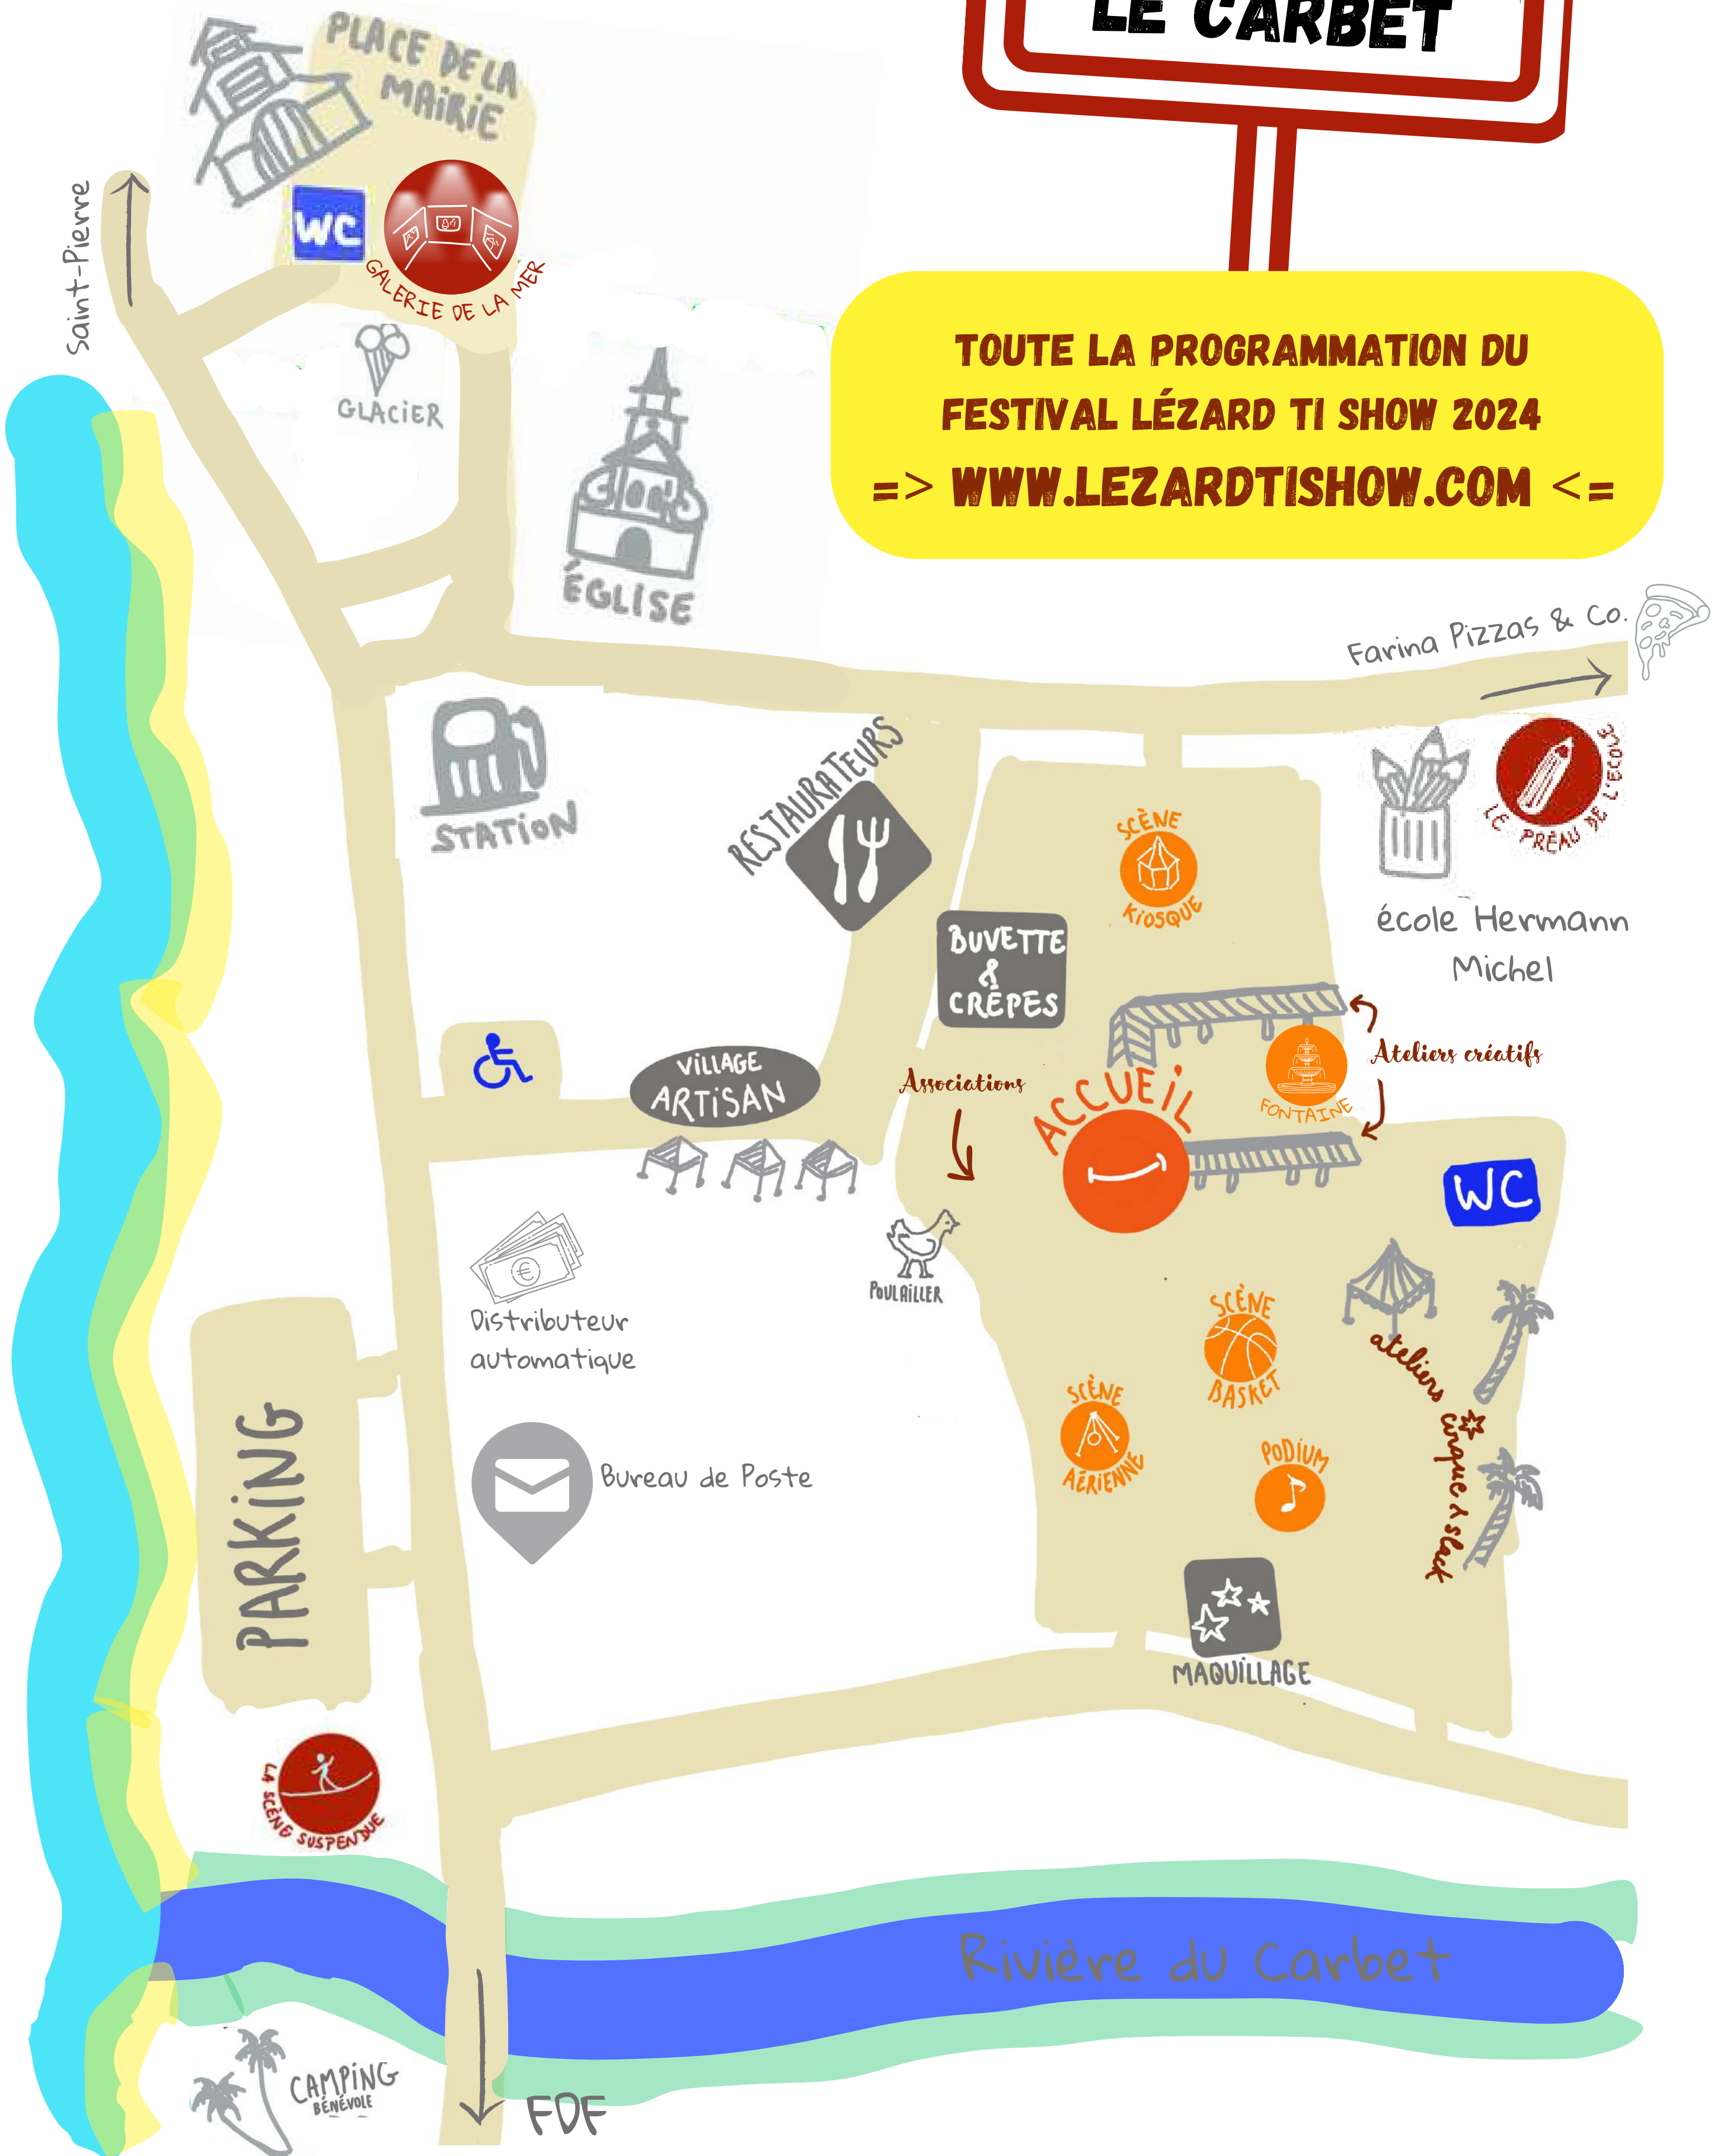 LE CARBET
PLACE DE LA
MAIRIE
WC
GALERIE DE LA MER
Saint-Pierre
GLACIER
ÉGLISE
TOUTE LA PROGRAMMATION DU
FESTIVAL LÉZARD TI SHOW 2024
=> WWW.LEZARDTISHOW.COM <=
Farina Pizzas & Co.
STATION
RESTAURATEURS
SCÈNE
KIOSQUE
LE PRÉAU DE L'ECOLE
école Hermann
Michel
BUVETTE
&
CRÊPES
Ateliers créatifs
FONTAINE
VILLAGE
ARTISAN
Associations
ACCUEIL
WC
POULAILLER
€
Distributeur
automatique
SCÈNE
BASKET
ateliers
cirque & slack
SCÈNE
AÉRIENNE
PODIUM
PARKING
Bureau de Poste
MAQUILLAGE
LA SCÈNE SUSPENDUE
Rivière du Carbet
CAMPING
BÉNÉVOLE
FDF